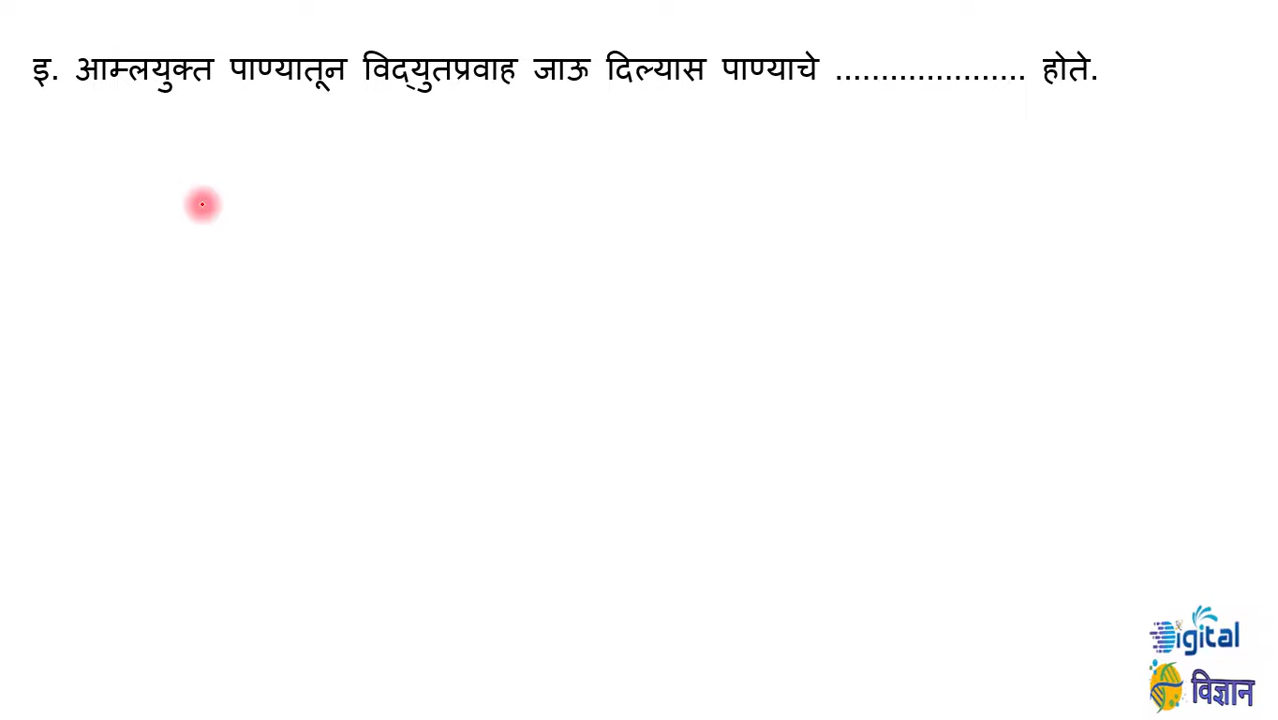 इ. आम्लयुक्त पाण्यातून विद्‌युतप्रवाह जाऊ दिल्यास पाण्याचे ..................... होते.
Digital
विज्ञान